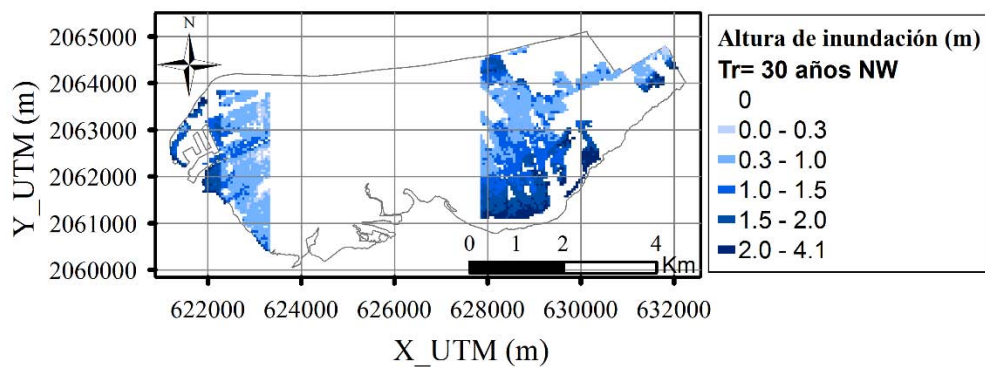 N
2065000
2064000
2063000
2062000
2061000
2060000
Y_UTM (m)
0 1 2 4
Km
622000 624000 626000 628000 630000 632000
X_UTM (m)
Altura de inundación (m)
Tr= 30 años NW
0
0.0 - 0.3
0.3 - 1.0
1.0 - 1.5
1.5 - 2.0
2.0 - 4.1